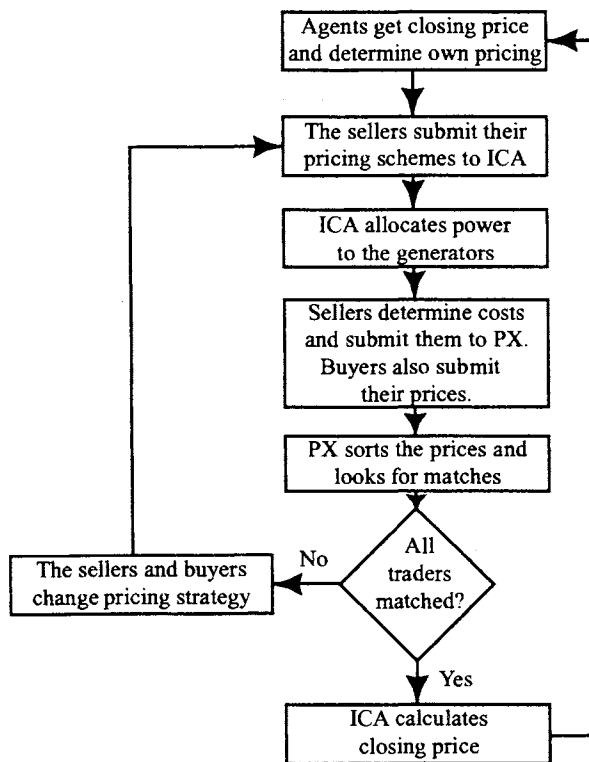 Agents get closing price
and determine own pricing
The sellers submit their
pricing schemes to ICA
ICA allocates power
to the generators
Sellers determine costs
and submit them to PX.
Buyers also submit
their prices.
PX sorts the prices and
looks for matches
All
traders
matched?
No
The sellers and buyers
change pricing strategy
Yes
ICA calculates
closing price